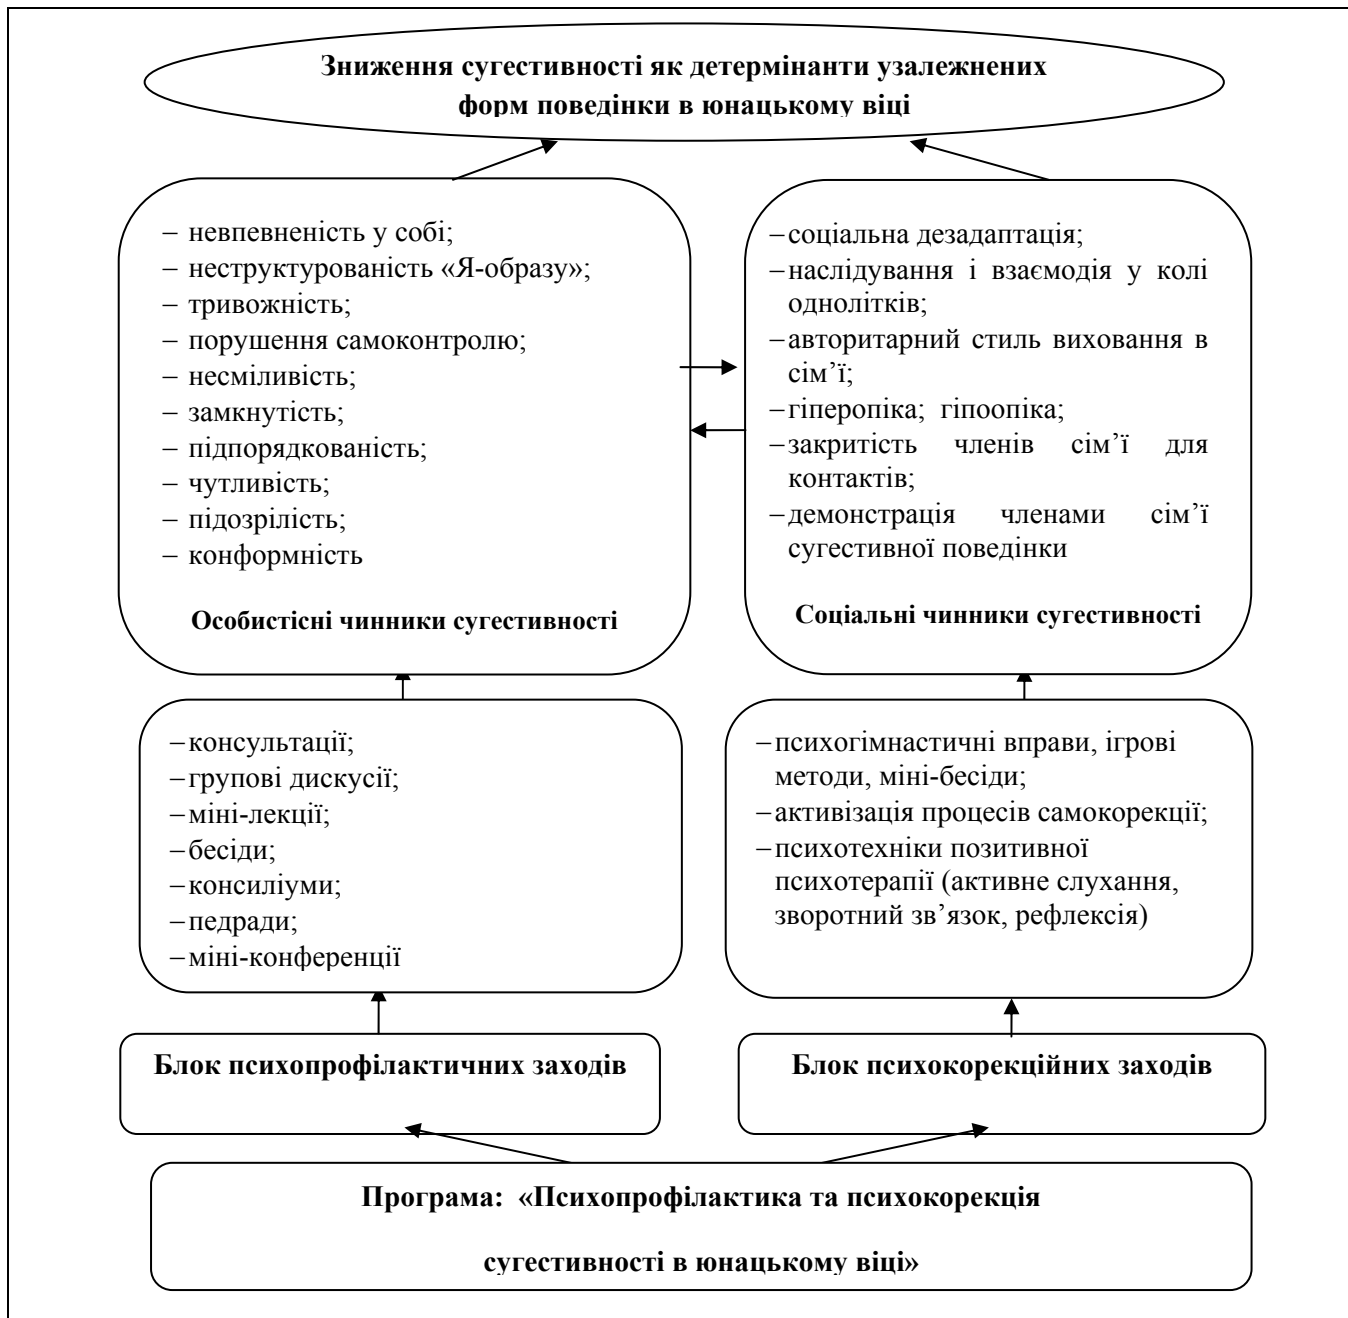 Зниження сугестивності як детермінанти узалежнених
форм поведінки в юнацькому віці
– невпевненість у собі;
– неструктурованість «Я-образу»;
– тривожність;
– порушення самоконтролю;
– несміливість;
– замкнутість;
– підпорядкованість;
– чутливість;
– підозрілість;
– конформність
Особистісні чинники сугестивності
–соціальна дезадаптація;
–наслідування і взаємодія у колі
однолітків;
–авторитарний стиль виховання в
сім’ї;
–гіперопіка; гіпоопіка;
–закритість членів сім’ї для
контактів;
–демонстрація членами сім’ї
сугестивної поведінки
Соціальні чинники сугестивності
–консультації;
–групові дискусії;
–міні-лекції;
–бесіди;
–консиліуми;
–педради;
–міні-конференції
–психогімнастичні вправи, ігрові
методи, міні-бесіди;
–активізація процесів самокорекції;
–психотехніки позитивної
психотерапії (активне слухання,
зворотний зв’язок, рефлексія)
Блок психопрофілактичних заходів
Блок психокорекційних заходів
Програма: «Психопрофілактика та психокорекція
сугестивності в юнацькому віці»